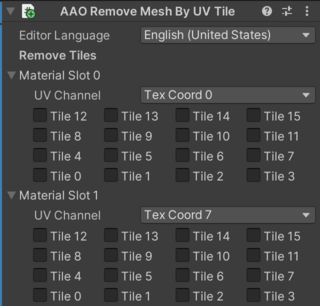 AAO Remove Mesh By UV Tile
Editor Language English (United States)
Remove Tiles
Material Slot 0
UV Channel Tex Coord 0
Tile 12 Tile 13 Tile 14 Tile 15
Tile 8 Tile 9 Tile 10 Tile 11
Tile 4 Tile 5 Tile 6 Tile 7
Tile 0 Tile 1 Tile 2 Tile 3
Material Slot 1
UV Channel Tex Coord 7
Tile 12 Tile 13 Tile 14 Tile 15
Tile 8 Tile 9 Tile 10 Tile 11
Tile 4 Tile 5 Tile 6 Tile 7
Tile 0 Tile 1 Tile 2 Tile 3